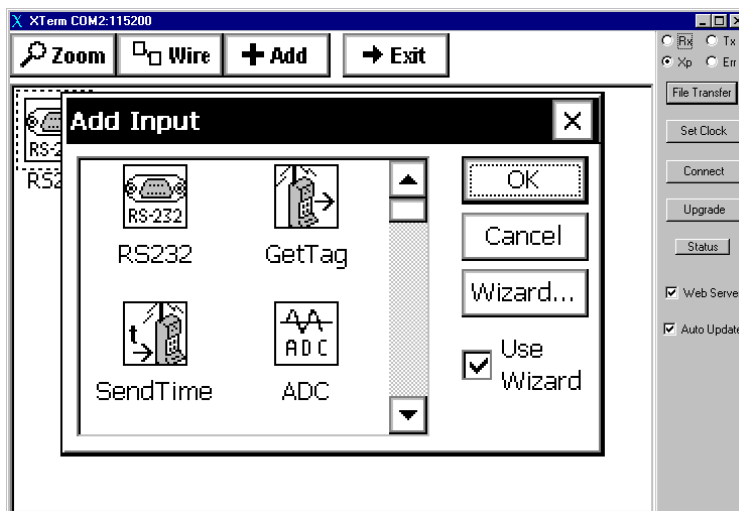 XTerm COM2:115200
Zoom Wire Add Exit
Rx Tx
Xp Err
File Transfer
Set Clock
Connect
Upgrade
Status
Web Serve
Auto Update
RS-2
RS2
Add Input
RS-232
RS232
GetTag
t
SendTime
ADC
ADC
OK
Cancel
Wizard...
Use
Wizard